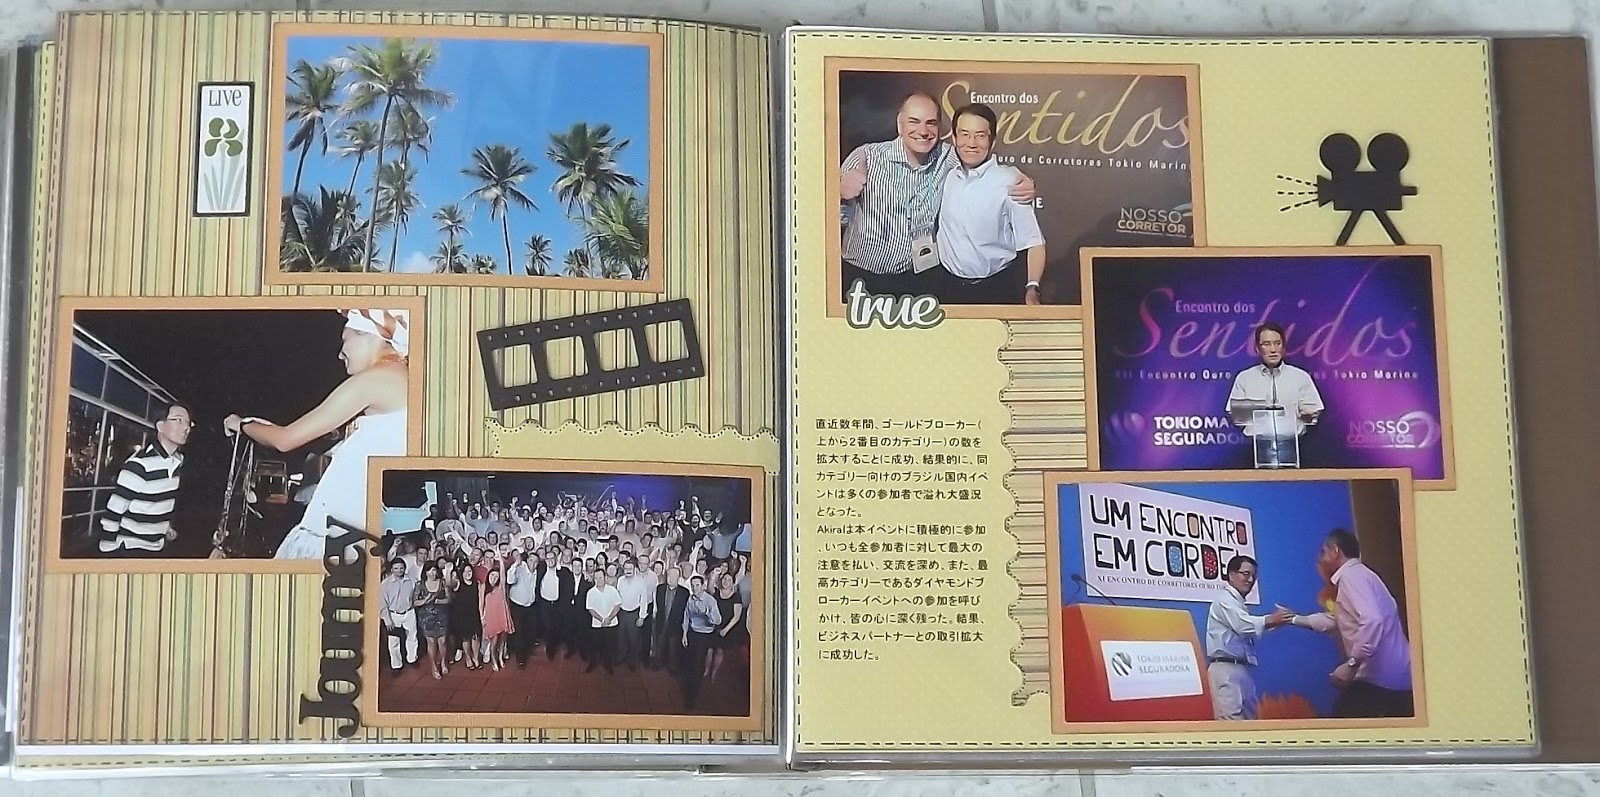 LIVE
Journey
Encontro dos
Sentidos
Ouro de Corretores Tokio Marin
NOSSO
CORRETOR
true
Encontro dos
Sentidos
XII Encontro Ouro res Tokio Marine
TOKIO MA
SEGURADOR
NOSSO
CORRETOR
直近数年間、ゴールドブローカー(
上から2番目のカテゴリー)の数を
拡大することに成功、結果的に、同
カテゴリー向けのブラジル国内イベ
ントは多くの参加者で溢れ大盛況
となった。
Akiraは本イベントに積極的に参加
、いつも全参加者に対して最大の
注意を払い、交流を深め、また、最
高カテゴリーであるダイヤモンドブ
ローカーイベントへの参加を呼び
かけ、皆の心に深く残った。結果、
ビジネスパートナーとの取引拡大
に成功した。
UM ENCONTRO
EM CORDEL
XI ENCONTRO DE CORRETORES OURO TOK
TOKIO MARINE
SEGURADORA